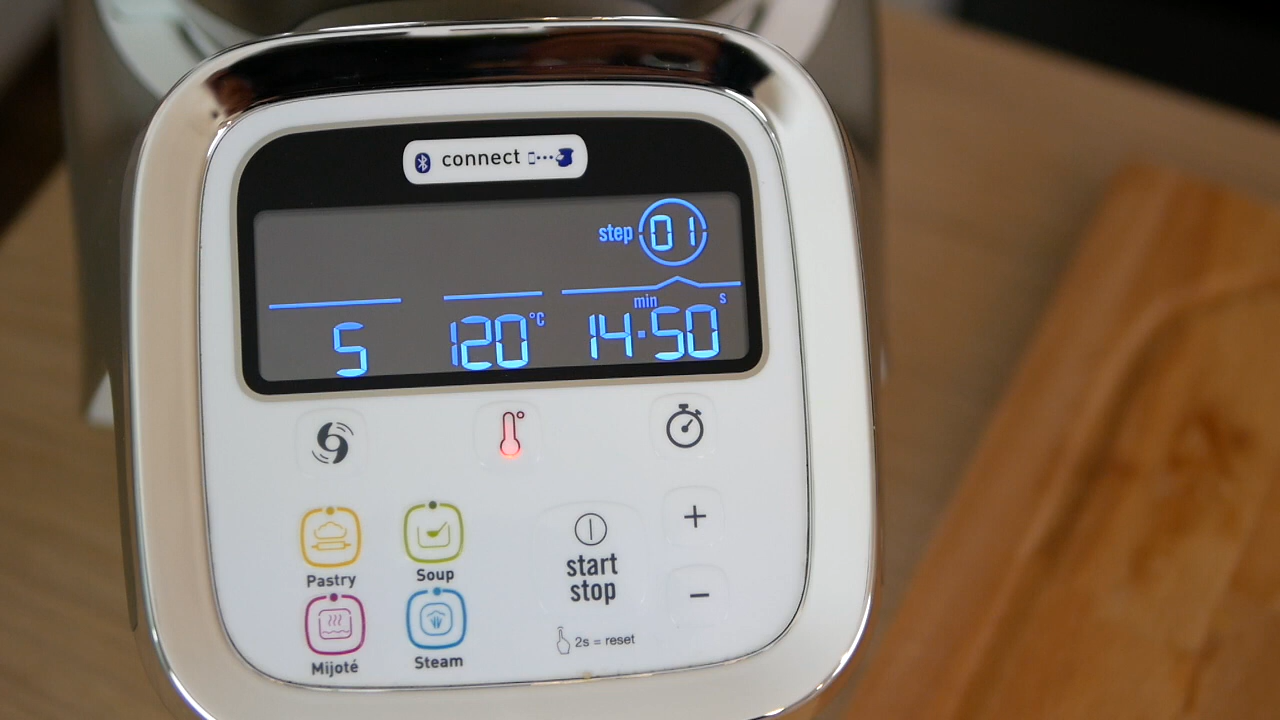 connect
step 01
min s
5 120°C 14·50
Pastry
Soup
start
stop
+
−
Mijoté
Steam
2s = reset